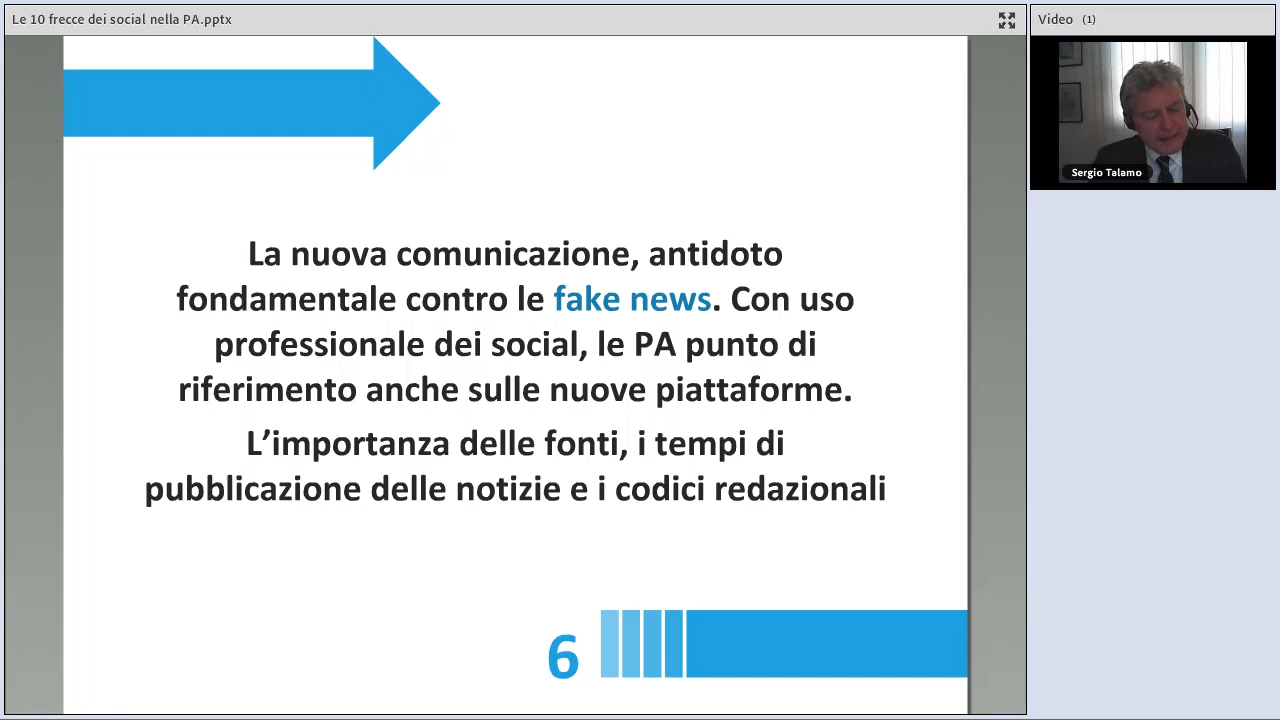 Le 10 frecce dei social nella PA.pptx
Video (1)
Sergio Talamo
La nuova comunicazione, antidoto
fondamentale contro le fake news. Con uso
professionale dei social, le PA punto di
riferimento anche sulle nuove piattaforme.
L’importanza delle fonti, i tempi di
pubblicazione delle notizie e i codici redazionali
6